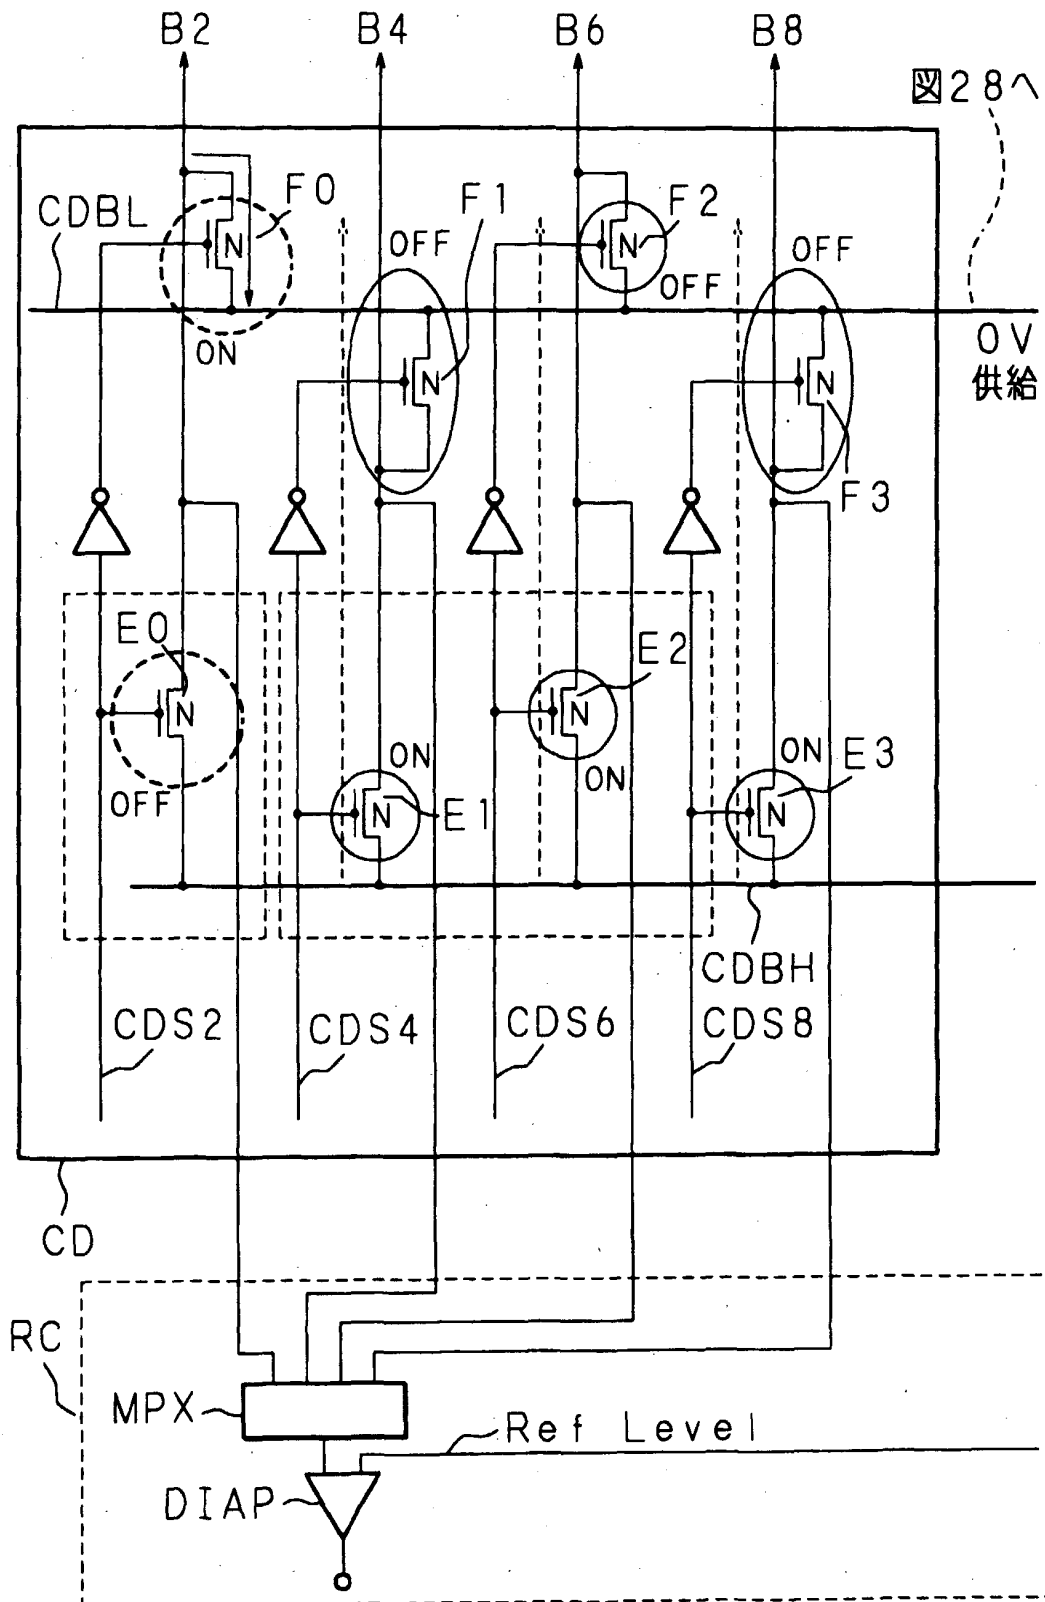 B2 B4 B6 B8
図28へ
CDBL
F0
F1
F2
OFF
OFF
OFF
N
N
ON
0V
供給
N
N
F3
E0
E2
N
N
OFF
ON
ON
ON
E3
N
E1
N
CDBH
CDS2
CDS4
CDS6
CDS8
CD
RC
MPX
Ref Level
DIAP